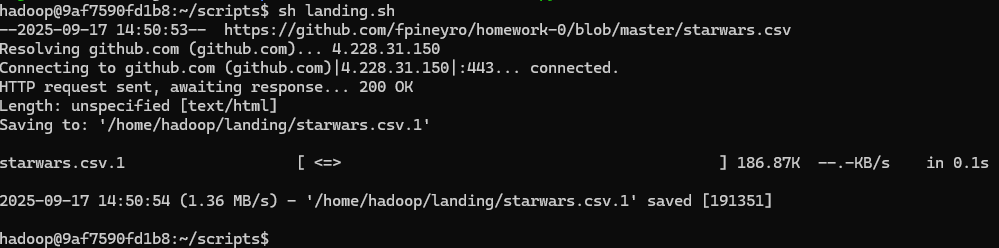 hadoop@9af7590fd1b8:~/scripts$ sh landing.sh
--2025-09-17 14:50:53--  https://github.com/fpineyro/homework-0/blob/master/starwars.csv
Resolving github.com (github.com)... 4.228.31.150
Connecting to github.com (github.com)|4.228.31.150|:443... connected.
HTTP request sent, awaiting response... 200 OK
Length: unspecified [text/html]
Saving to: '/home/hadoop/landing/starwars.csv.1'
starwars.csv.1                 [ <=>                                          ] 186.87K  --.-KB/s    in 0.1s
2025-09-17 14:50:54 (1.36 MB/s) - '/home/hadoop/landing/starwars.csv.1' saved [191351]
hadoop@9af7590fd1b8:~/scripts$